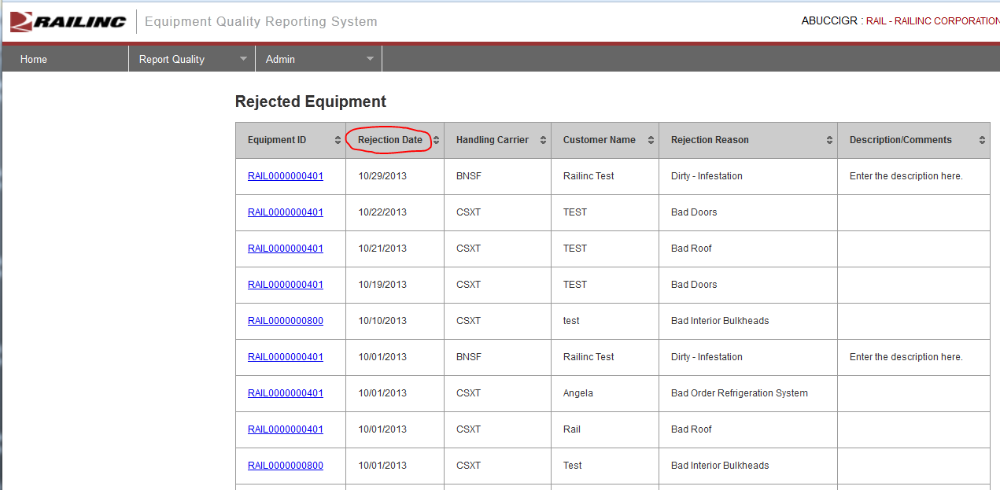 RAILINC Equipment Quality Reporting System ABUCCIGR : RAIL - RAILINC CORPORATION
Home Report Quality Admin
Rejected Equipment
Equipment ID Rejection Date Handling Carrier Customer Name Rejection Reason Description/Comments
RAIL0000000401 10/29/2013 BNSF Railinc Test Dirty - Infestation Enter the description here.
RAIL0000000401 10/22/2013 CSXT TEST Bad Doors
RAIL0000000401 10/21/2013 CSXT TEST Bad Roof
RAIL0000000401 10/19/2013 CSXT TEST Bad Doors
RAIL0000000800 10/10/2013 CSXT test Bad Interior Bulkheads
RAIL0000000401 10/01/2013 BNSF Railinc Test Dirty - Infestation Enter the description here.
RAIL0000000401 10/01/2013 CSXT Angela Bad Order Refrigeration System
RAIL0000000401 10/01/2013 CSXT Rail Bad Roof
RAIL0000000800 10/01/2013 CSXT Test Bad Interior Bulkheads